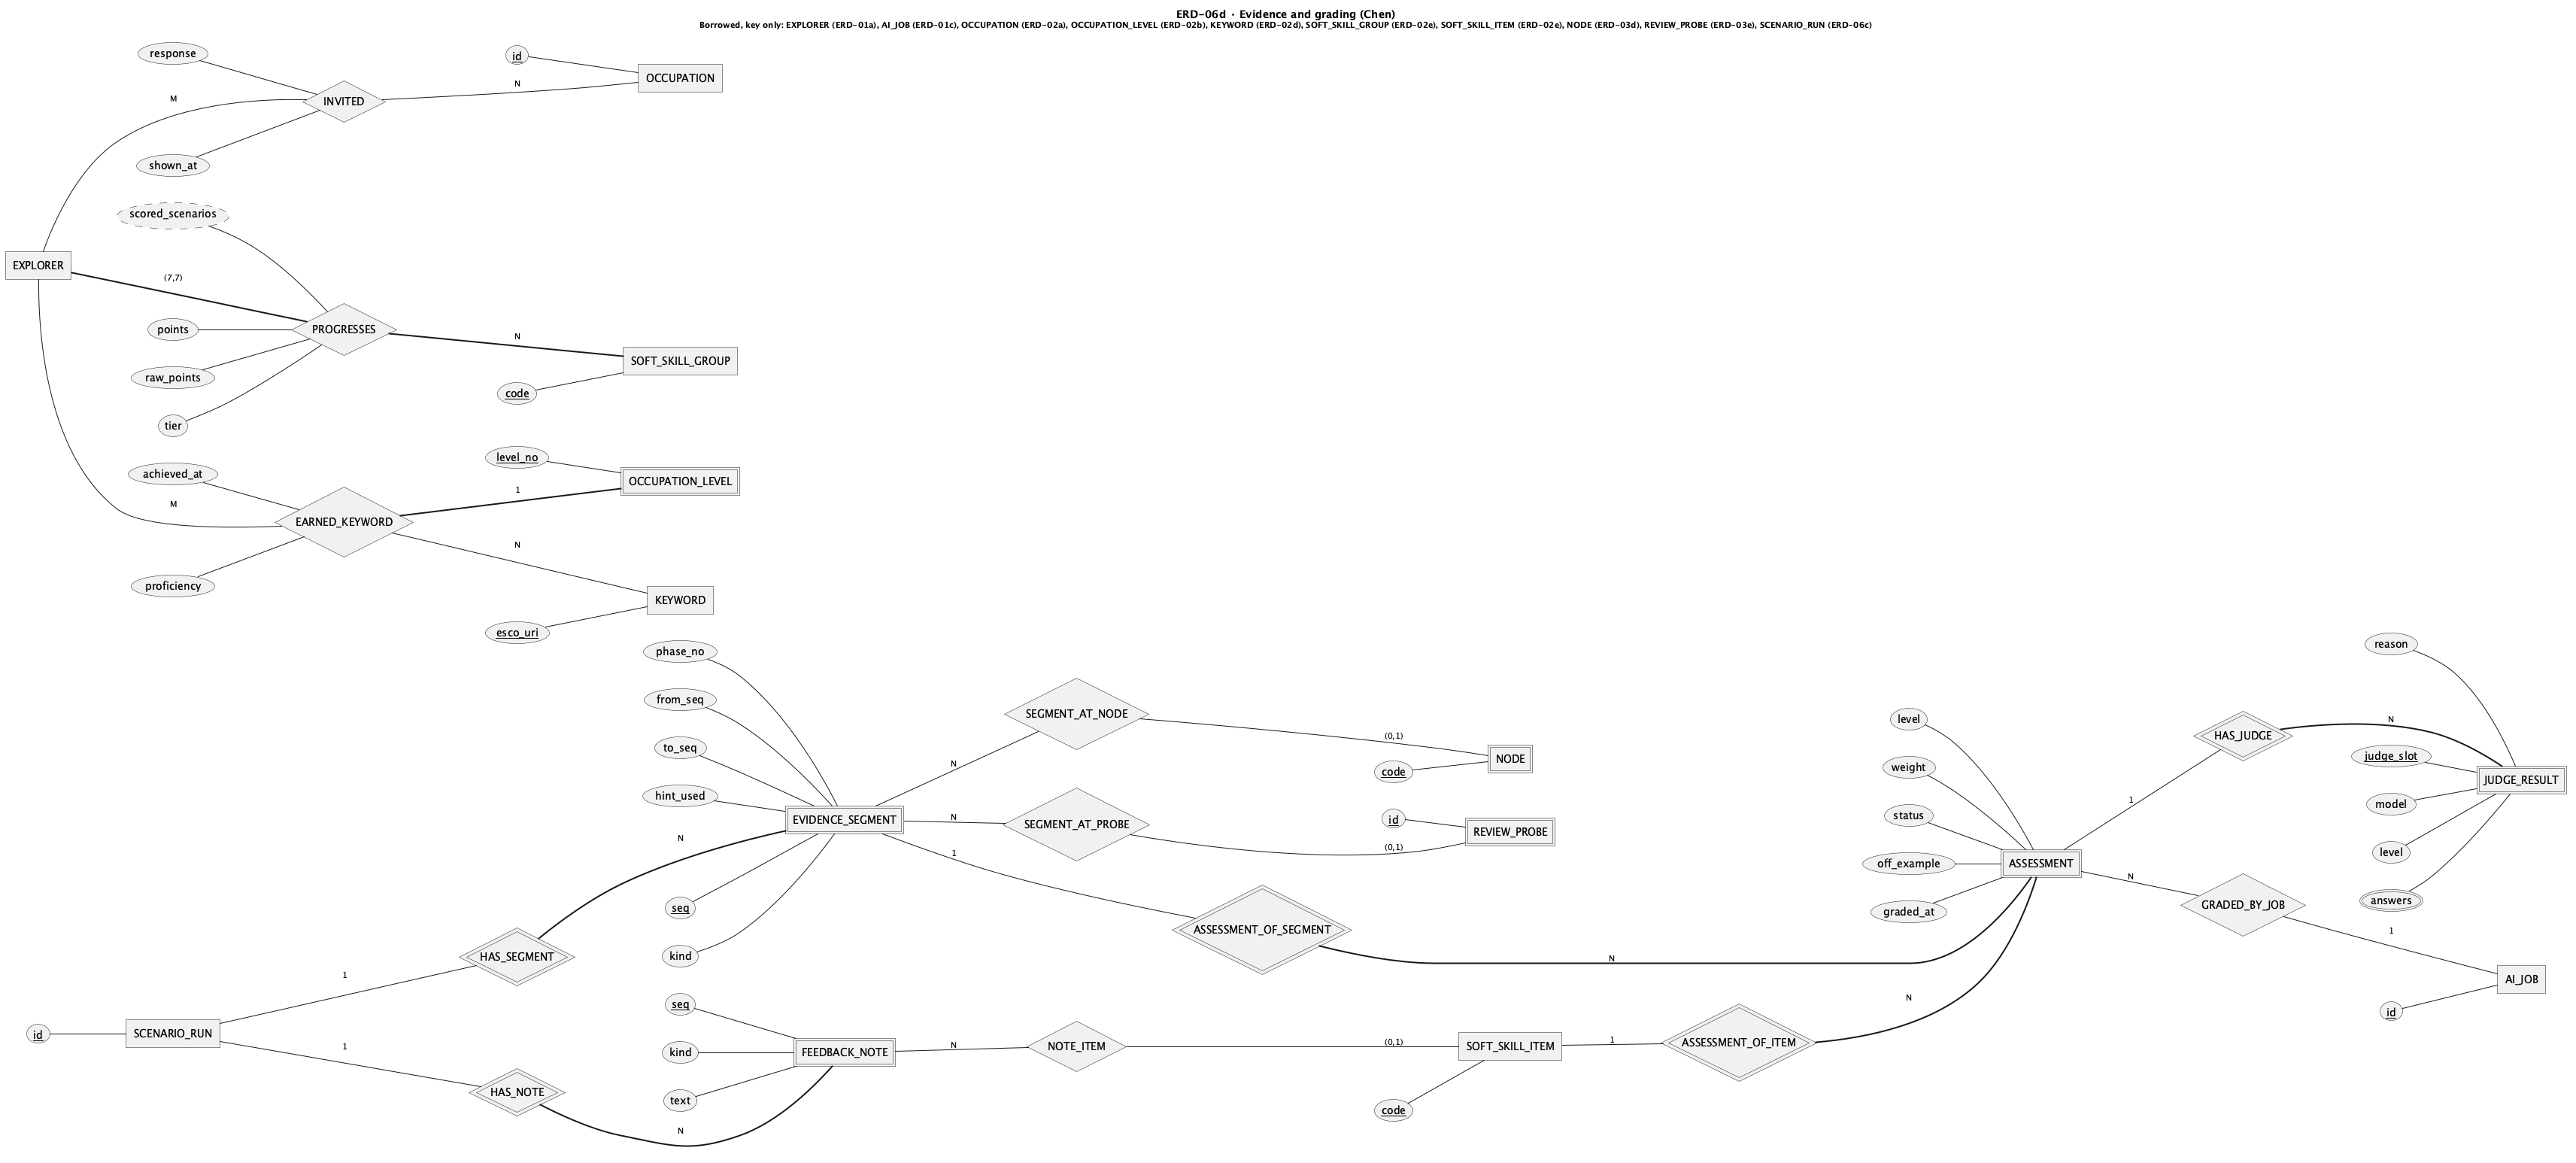 ERD-06d · Evidence and grading (Chen)
Borrowed, key only: EXPLORER (ERD-01a), AI_JOB (ERD-01c), OCCUPATION (ERD-02a), OCCUPATION_LEVEL (ERD-02b), KEYWORD (ERD-02d), SOFT_SKILL_GROUP (ERD-02e), SOFT_SKILL_ITEM (ERD-02e), NODE (ERD-03d), REVIEW_PROBE (ERD-03e), SCENARIO_RUN (ERD-06c)
response
id
OCCUPATION
M
INVITED
N
shown_at
scored_scenarios
EXPLORER
(7,7)
points
PROGRESSES
N
SOFT_SKILL_GROUP
raw_points
code
tier
level_no
achieved_at
OCCUPATION_LEVEL
1
M
EARNED_KEYWORD
N
proficiency
KEYWORD
esco_uri
phase_no
reason
from_seq
SEGMENT_AT_NODE
level
N
HAS_JUDGE
to_seq
(0,1)
NODE
judge_slot
N
code
weight
JUDGE_RESULT
hint_used
1
model
EVIDENCE_SEGMENT
N
SEGMENT_AT_PROBE
id
REVIEW_PROBE
status
N
1
(0,1)
level
off_example
ASSESSMENT
N
answers
seq
ASSESSMENT_OF_SEGMENT
graded_at
GRADED_BY_JOB
1
kind
HAS_SEGMENT
N
1
AI_JOB
seq
N
id
id
SCENARIO_RUN
1
kind
FEEDBACK_NOTE
N
NOTE_ITEM
(0,1)
SOFT_SKILL_ITEM
1
ASSESSMENT_OF_ITEM
HAS_NOTE
text
code
N